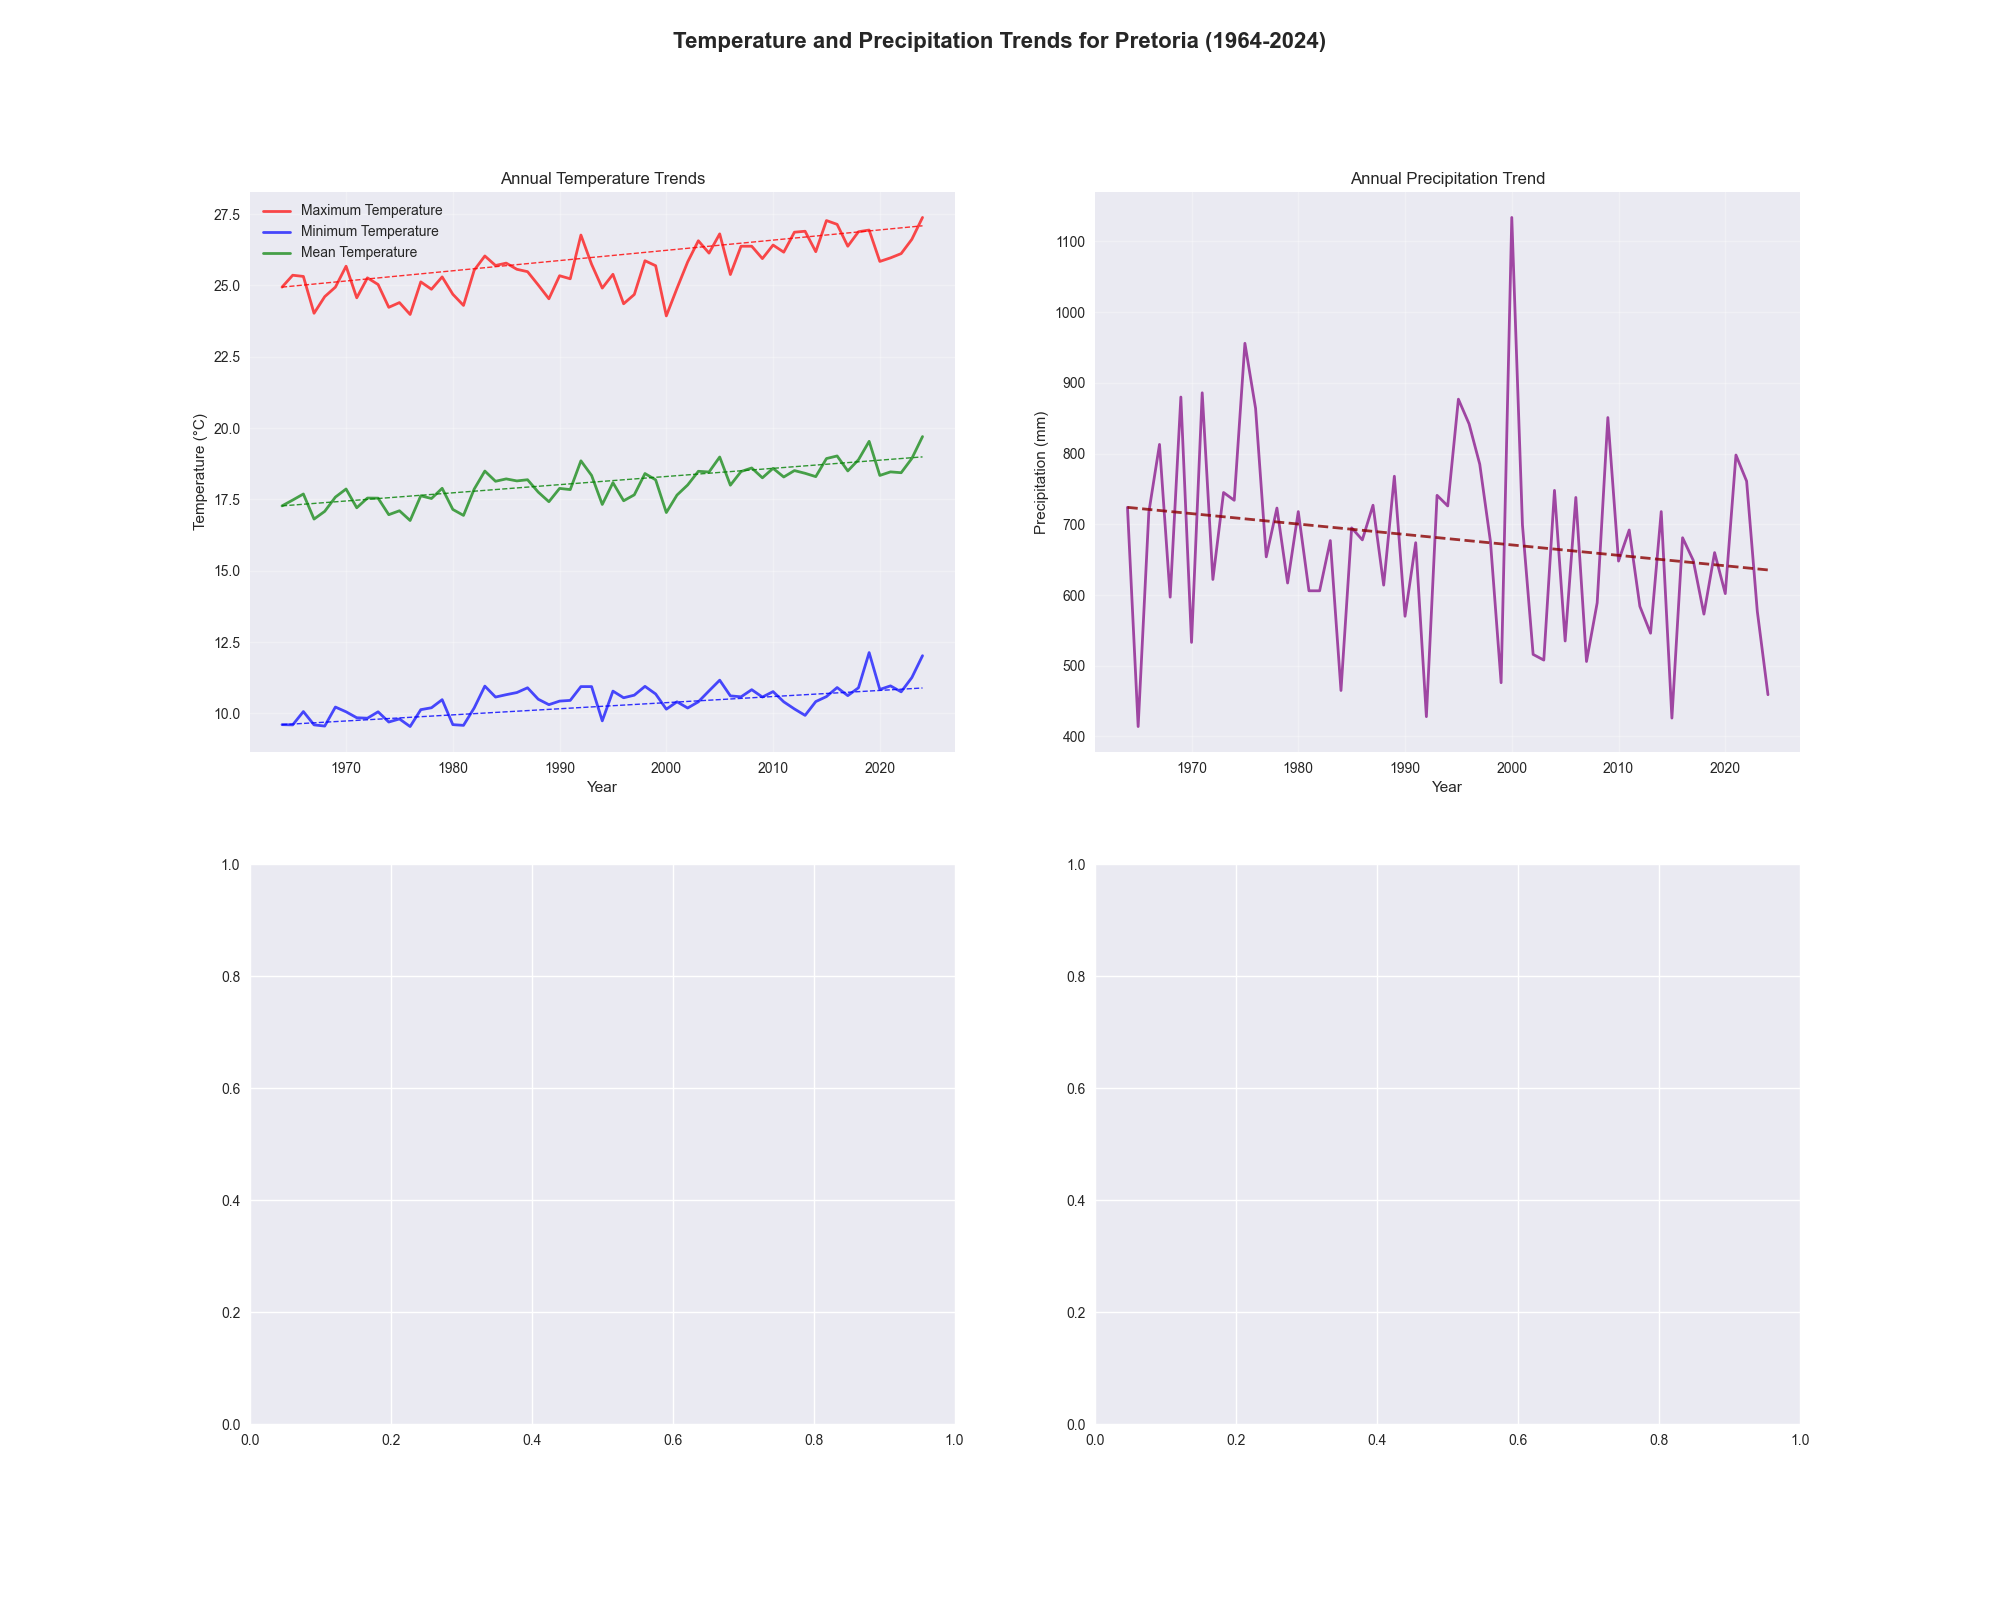 Temperature and Precipitation Trends for Pretoria (1964-2024)
Annual Temperature Trends
Maximum Temperature
Minimum Temperature
Mean Temperature
Temperature (°C)
27.5
25.0
22.5
20.0
17.5
15.0
12.5
10.0
1970 1980 1990 2000 2010 2020
Year
Annual Precipitation Trend
Precipitation (mm)
1100
1000
900
800
700
600
500
400
1970 1980 1990 2000 2010 2020
Year
1.0
0.8
0.6
0.4
0.2
0.0
0.0 0.2 0.4 0.6 0.8 1.0
1.0
0.8
0.6
0.4
0.2
0.0
0.0 0.2 0.4 0.6 0.8 1.0